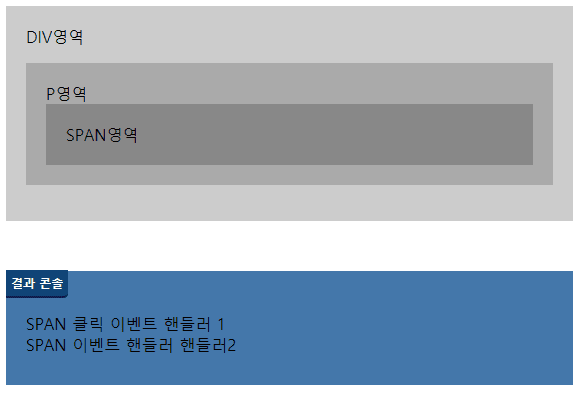 DIV영역
P영역
SPAN영역
결과 콘솔
SPAN 클릭 이벤트 핸들러 1
SPAN 이벤트 핸들러 핸들러2